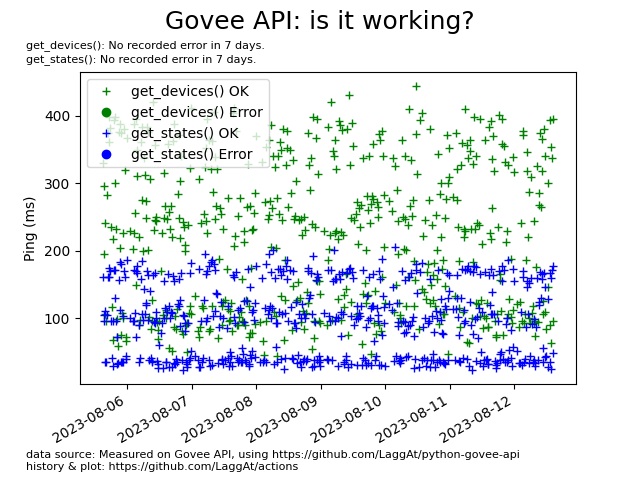 Govee API: is it working?
get_devices(): No recorded error in 7 days.
get_states(): No recorded error in 7 days.
get_devices() OK
get_devices() Error
get_states() OK
get_states() Error
Ping (ms)
400
300
200
100
2023-08-06
2023-08-07
2023-08-08
2023-08-09
2023-08-10
2023-08-11
2023-08-12
data source: Measured on Govee API, using https://github.com/LaggAt/python-govee-api
history & plot: https://github.com/LaggAt/actions